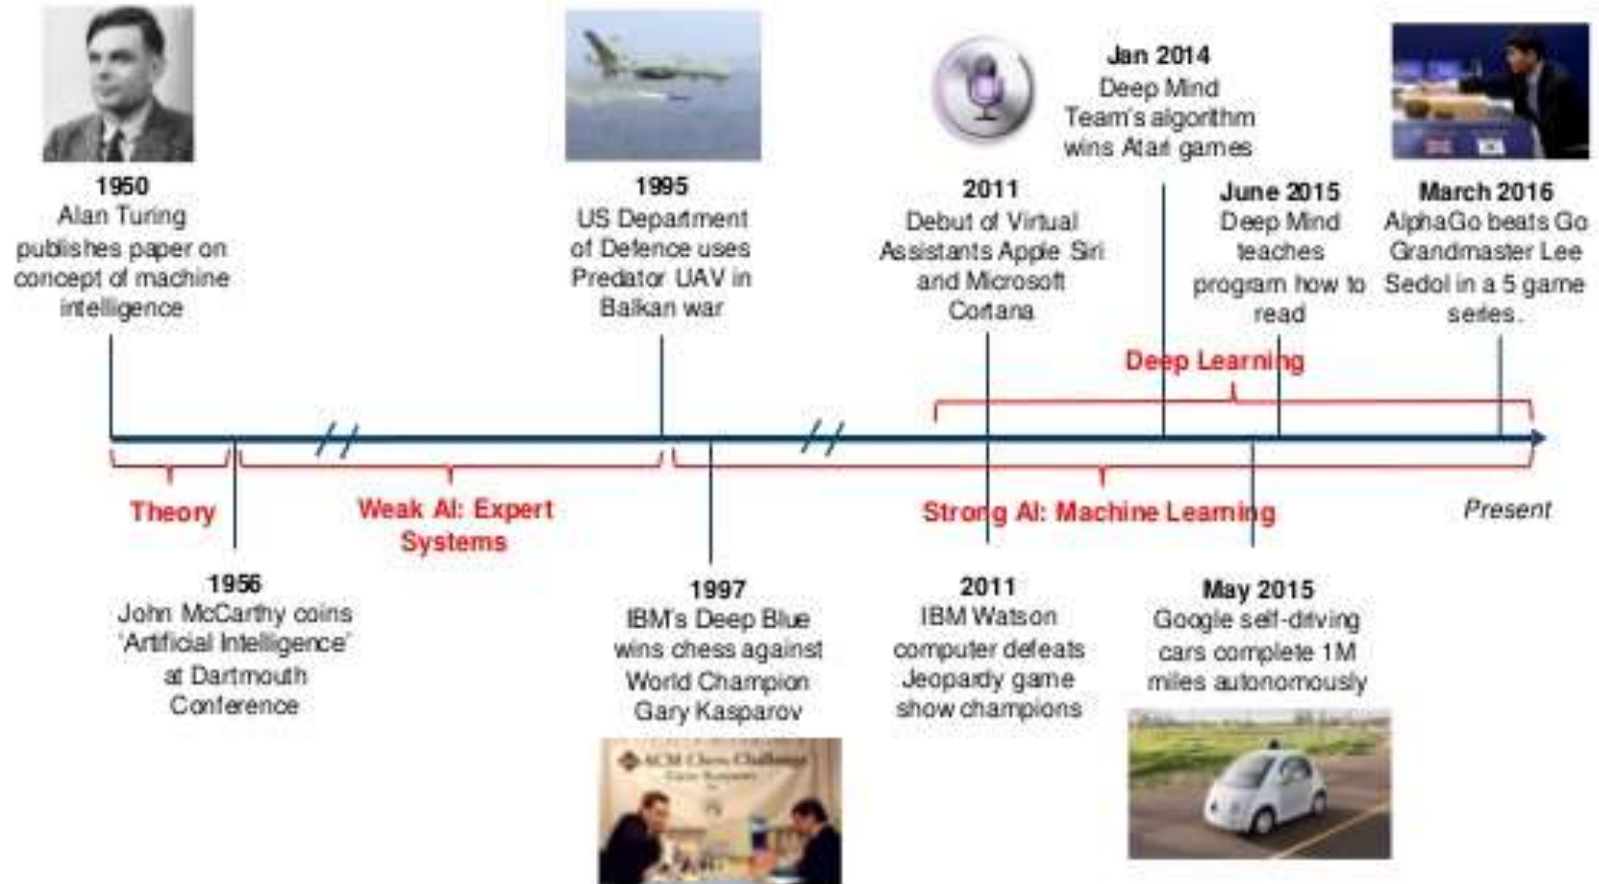 1950
Alan Turing
publishes paper on
concept of machine
intelligence
1995
US Department
of Defence uses
Predator UAV in
Balkan war
2011
Debut of Virtual
Assistants Apple Siri
and Microsoft
Cortana
Jan 2014
Deep Mind
Team's algorithm
wins Atari games
June 2015
Deep Mind
teaches
program how to
read
March 2016
AlphaGo beats Go
Grandmaster Lee
Sedol in a 5 game
series.
Deep Learning
Theory
Weak AI: Expert
Systems
Strong AI: Machine Learning
Present
1956
John McCarthy coins
'Artificial Intelligence'
at Dartmouth
Conference
1997
IBM's Deep Blue
wins chess against
World Champion
Gary Kasparov
ACM Chess Challenge
2011
IBM Watson
computer defeats
Jeopardy game
show champions
May 2015
Google self-driving
cars complete 1M
miles autonomously